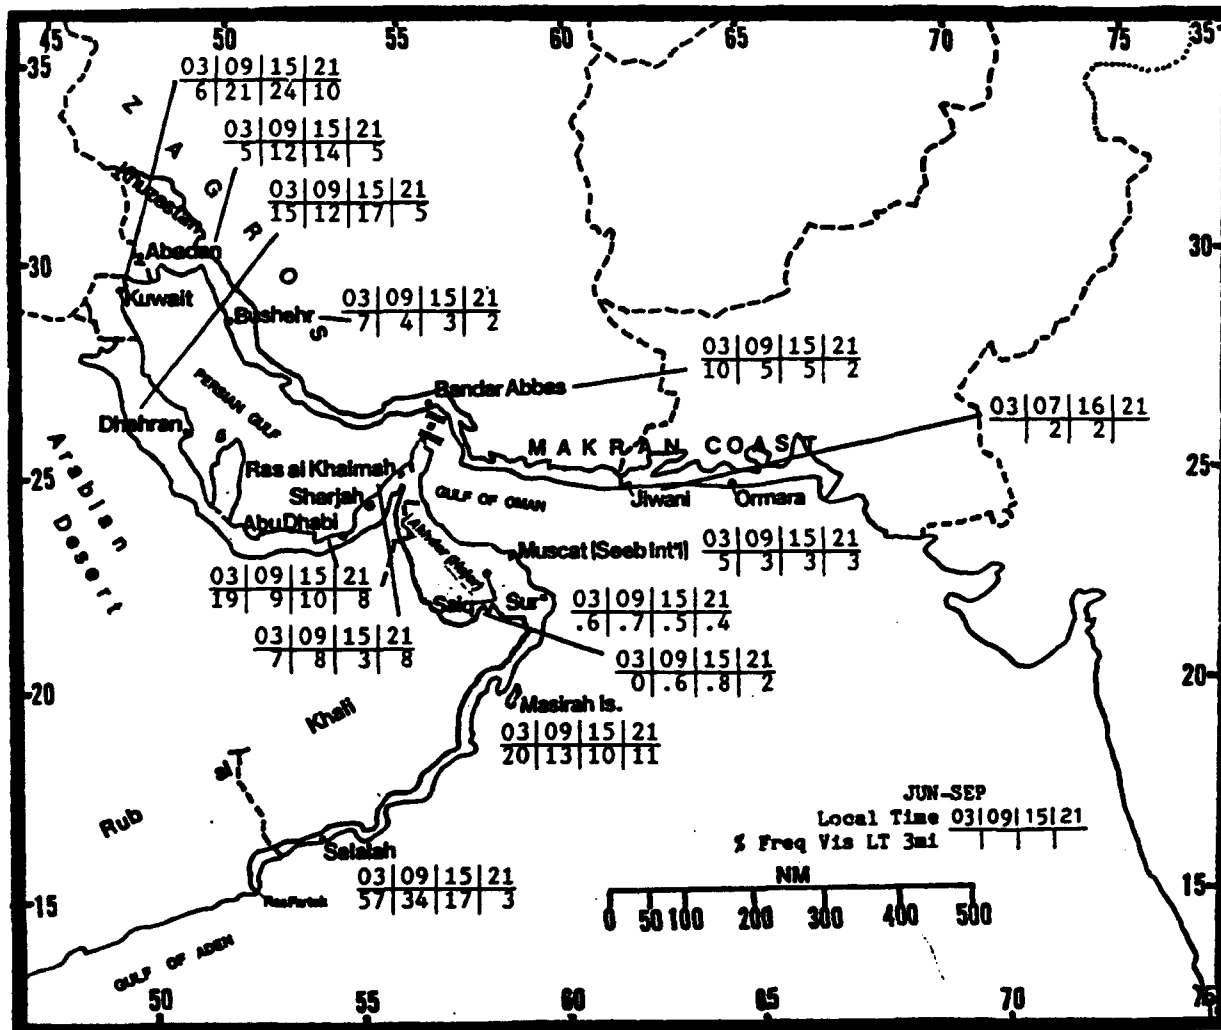 45 50 55 60 65 70 75 35
35
03 09 15 21
6 21 24 10
Z A G R O S
03 09 15 21
5 12 14 5
Khuzestan
03 09 15 21
15 12 17 5
Abadan
30
30
Kuwait
Bushehr
03 09 15 21
7 4 3 2
03 09 15 21
10 5 5 2
PERSIAN GULF
Bandar Abbas
03 07 16 21
2 2
Dhahran
Arabian Desert
MAKRAN COAST
Ras al Khaimah
25
25
Sharjah
GULF OF OMAN
Jiwani
Ormara
Abu Dhabi
Muscat (Seeb Int'l)
03 09 15 21
5 3 3 3
03 09 15 21
19 9 10 8
Saiq
Sur
03 09 15 21
.6 .7 .5 .4
03 09 15 21
7 8 3 8
03 09 15 21
0 .6 .8 2
20
20
Khali
Masirah Is.
03 09 15 21
20 13 10 11
al
Rub
JUN-SEP
Local Time 03 09 15 21
% Freq Vis LT 3mi
Salalah
03 09 15 21
57 34 17 3
NM
15
15
0 50 100 200 300 400 500
GULF OF ADEN
50 55 60 65 70 75